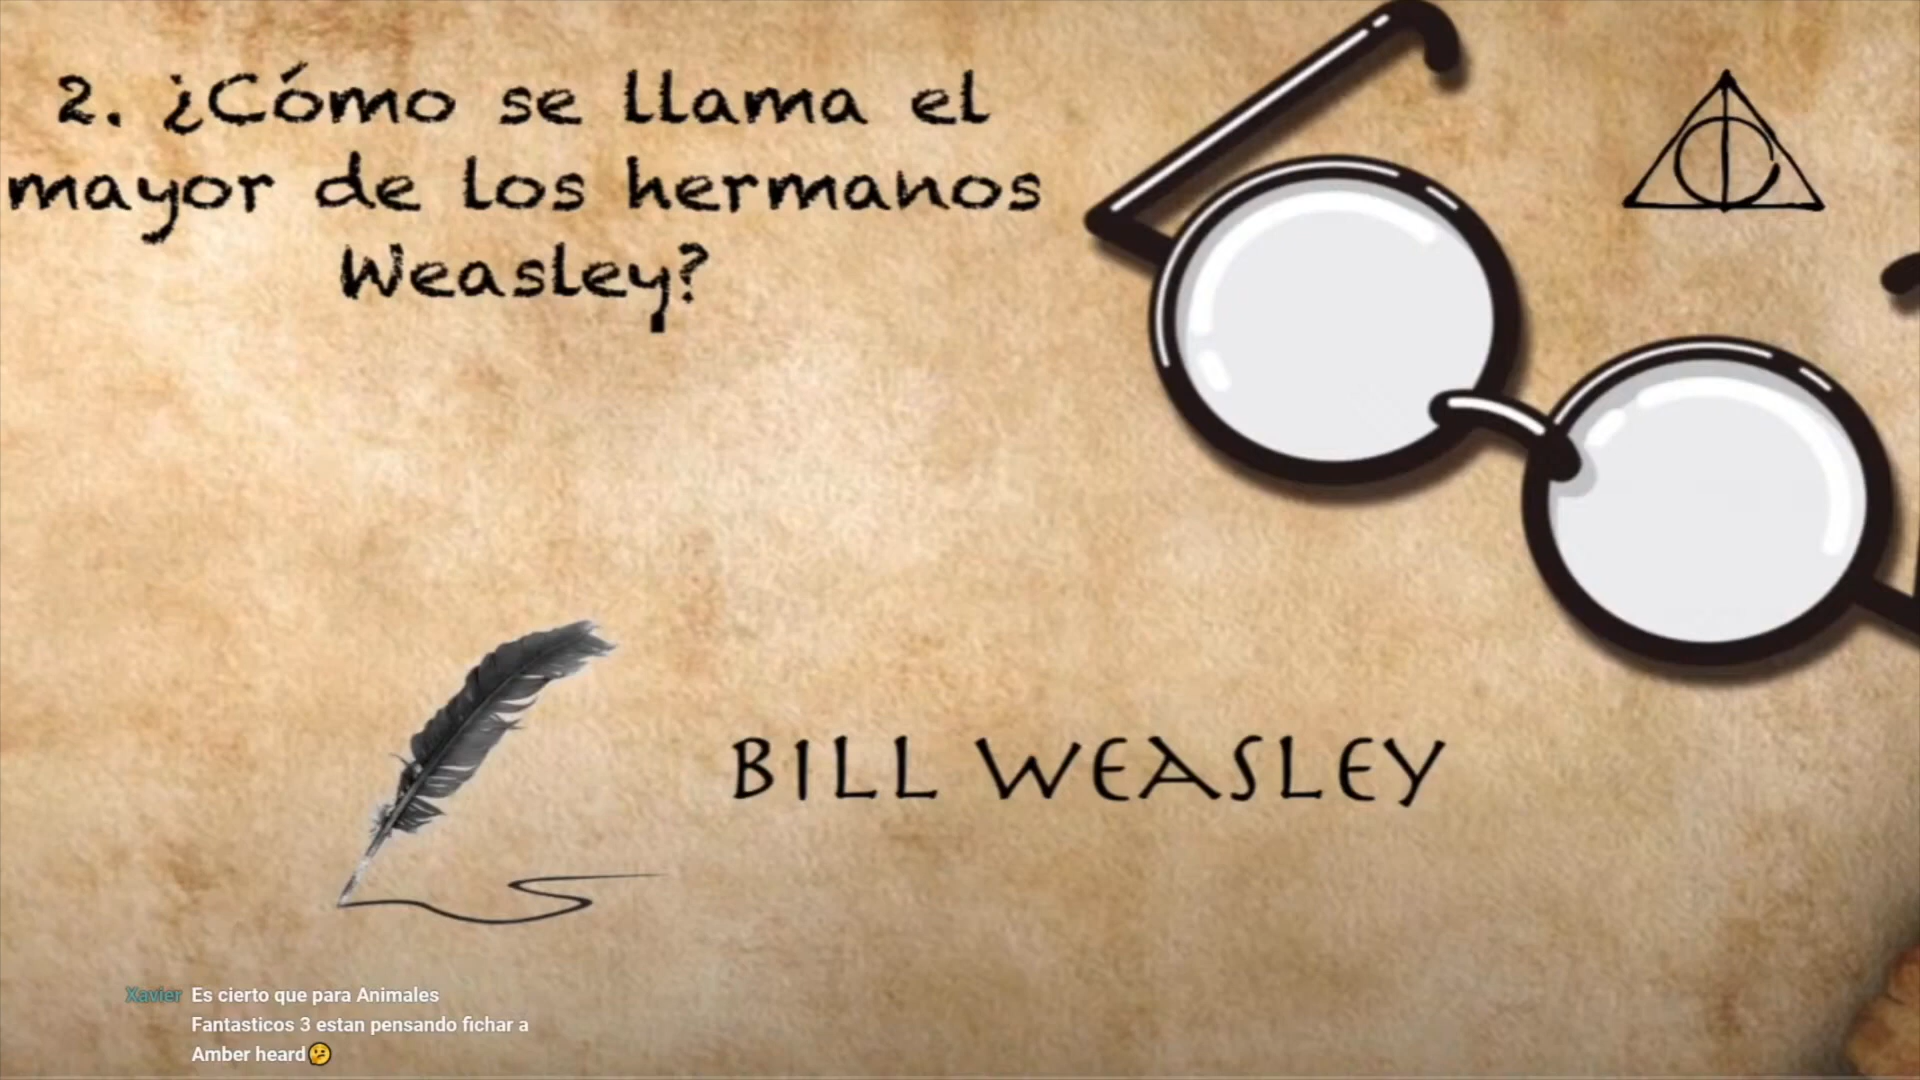 2. ¿Cómo se llama el
mayor de los hermanos
Weasley?
BILL WEASLEY
Xavier Es cierto que para Animales
Fantasticos 3 estan pensando fichar a
Amber heard🤔